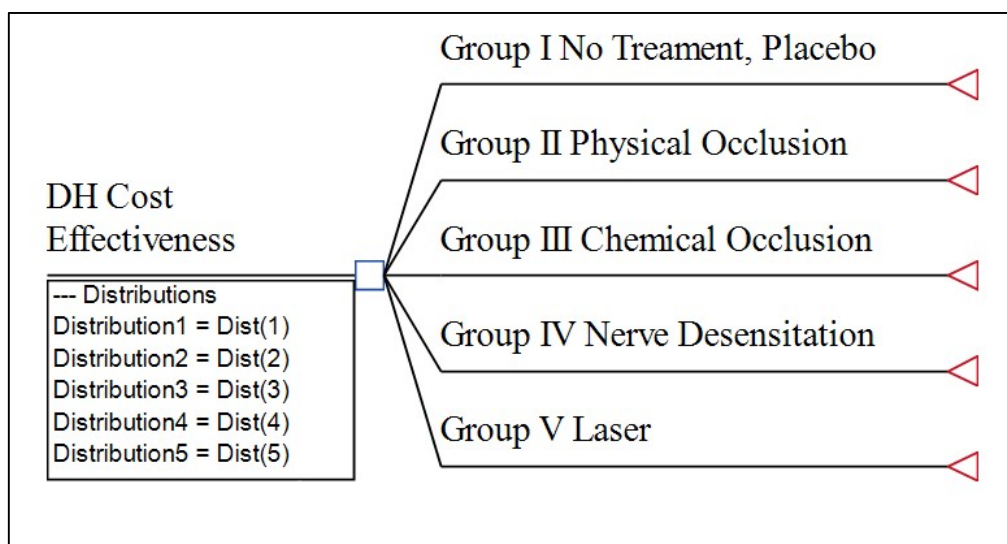 Group I No Treament, Placebo
Group II Physical Occlusion
DH Cost
Effectiveness
Group III Chemical Occlusion
--- Distributions
Distribution1 = Dist(1)
Distribution2 = Dist(2)
Distribution3 = Dist(3)
Distribution4 = Dist(4)
Distribution5 = Dist(5)
Group IV Nerve Desensitation
Group V Laser